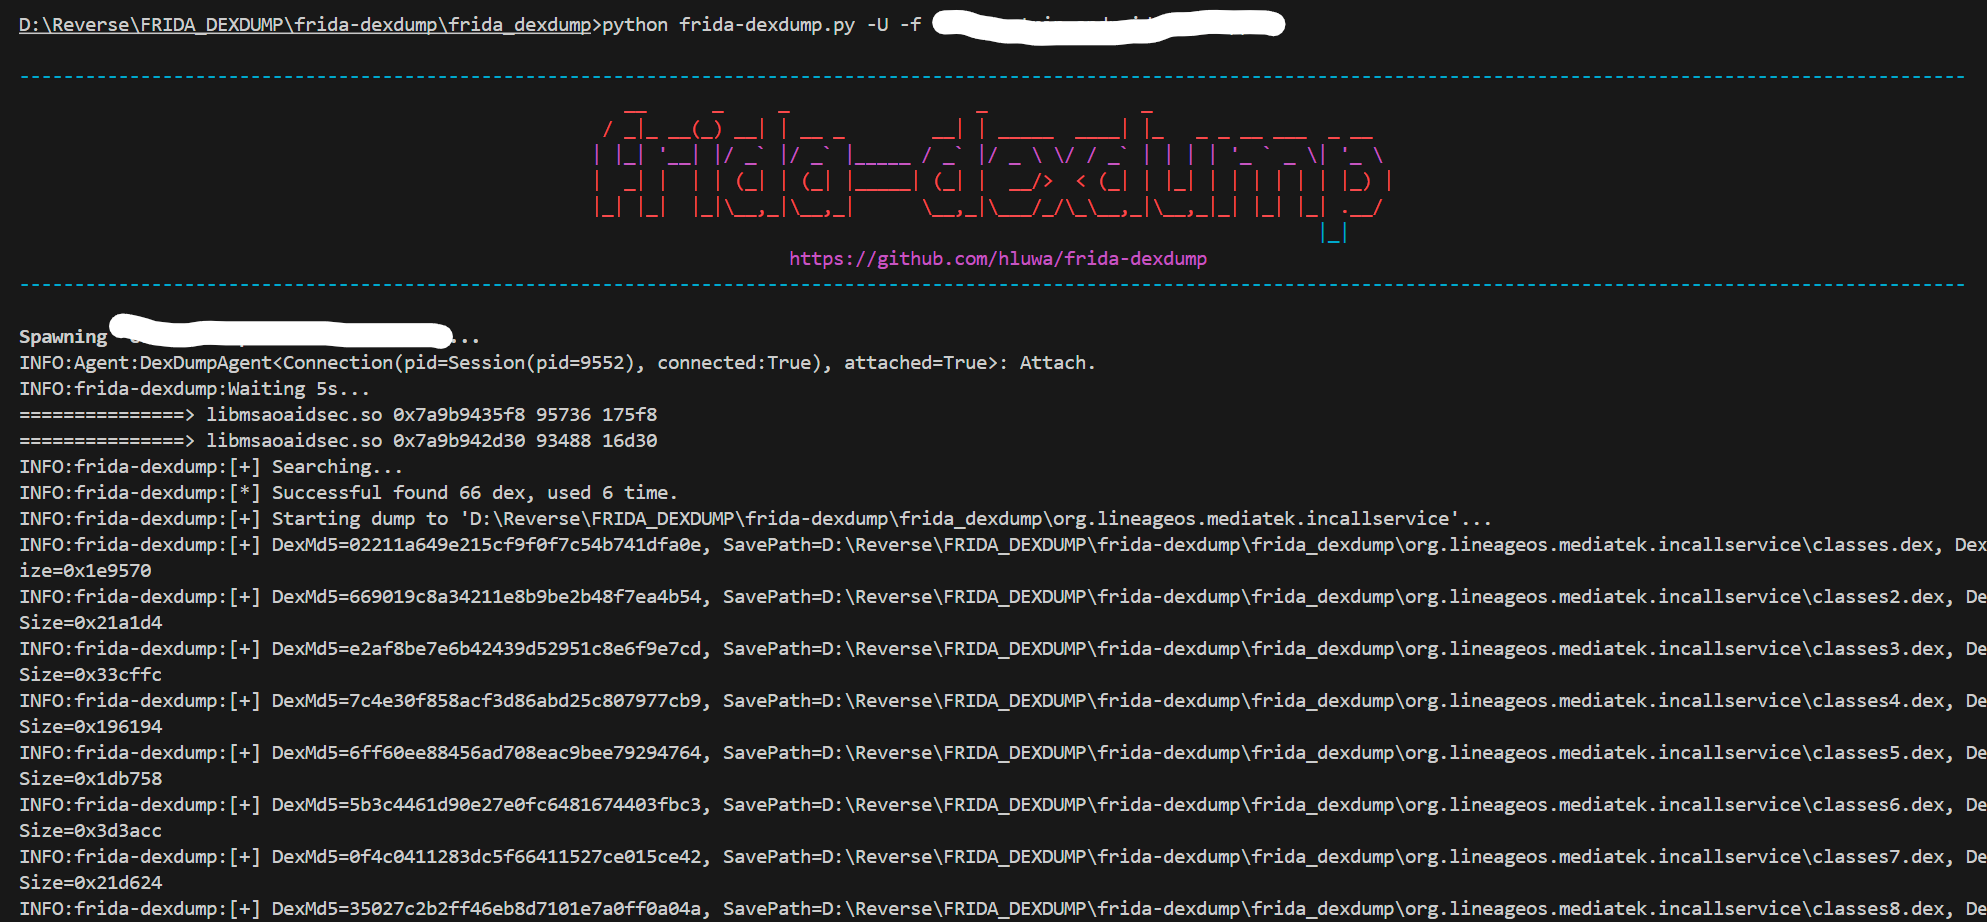 D:\Reverse\FRIDA_DEXDUMP\frida-dexdump\frida_dexdump>python frida-dexdump.py -U -f
frida-dexdump
https://github.com/hluwa/frida-dexdump
Spawning ...
INFO:Agent:DexDumpAgent<Connection(pid=Session(pid=9552), connected:True), attached=True>: Attach.
INFO:frida-dexdump:Waiting 5s...
===============> libmsaoaidsec.so 0x7a9b9435f8 95736 175f8
===============> libmsaoaidsec.so 0x7a9b942d30 93488 16d30
INFO:frida-dexdump:[+] Searching...
INFO:frida-dexdump:[*] Successful found 66 dex, used 6 time.
INFO:frida-dexdump:[+] Starting dump to 'D:\Reverse\FRIDA_DEXDUMP\frida-dexdump\frida_dexdump\org.lineageos.mediatek.incallservice'...
INFO:frida-dexdump:[+] DexMd5=02211a649e215cf9f0f7c54b741dfa0e, SavePath=D:\Reverse\FRIDA_DEXDUMP\frida-dexdump\frida_dexdump\org.lineageos.mediatek.incallservice\classes.dex, Dex
ize=0x1e9570
INFO:frida-dexdump:[+] DexMd5=669019c8a34211e8b9be2b48f7ea4b54, SavePath=D:\Reverse\FRIDA_DEXDUMP\frida-dexdump\frida_dexdump\org.lineageos.mediatek.incallservice\classes2.dex, De
Size=0x21a1d4
INFO:frida-dexdump:[+] DexMd5=e2af8be7e6b42439d52951c8e6f9e7cd, SavePath=D:\Reverse\FRIDA_DEXDUMP\frida-dexdump\frida_dexdump\org.lineageos.mediatek.incallservice\classes3.dex, De
Size=0x33cffc
INFO:frida-dexdump:[+] DexMd5=7c4e30f858acf3d86abd25c807977cb9, SavePath=D:\Reverse\FRIDA_DEXDUMP\frida-dexdump\frida_dexdump\org.lineageos.mediatek.incallservice\classes4.dex, De
Size=0x196194
INFO:frida-dexdump:[+] DexMd5=6ff60ee88456ad708eac9bee79294764, SavePath=D:\Reverse\FRIDA_DEXDUMP\frida-dexdump\frida_dexdump\org.lineageos.mediatek.incallservice\classes5.dex, De
Size=0x1db758
INFO:frida-dexdump:[+] DexMd5=5b3c4461d90e27e0fc6481674403fbc3, SavePath=D:\Reverse\FRIDA_DEXDUMP\frida-dexdump\frida_dexdump\org.lineageos.mediatek.incallservice\classes6.dex, De
Size=0x3d3acc
INFO:frida-dexdump:[+] DexMd5=0f4c0411283dc5f66411527ce015ce42, SavePath=D:\Reverse\FRIDA_DEXDUMP\frida-dexdump\frida_dexdump\org.lineageos.mediatek.incallservice\classes7.dex, De
Size=0x21d624
INFO:frida-dexdump:[+] DexMd5=35027c2b2ff46eb8d7101e7a0ff0a04a, SavePath=D:\Reverse\FRIDA_DEXDUMP\frida-dexdump\frida_dexdump\org.lineageos.mediatek.incallservice\classes8.dex, De